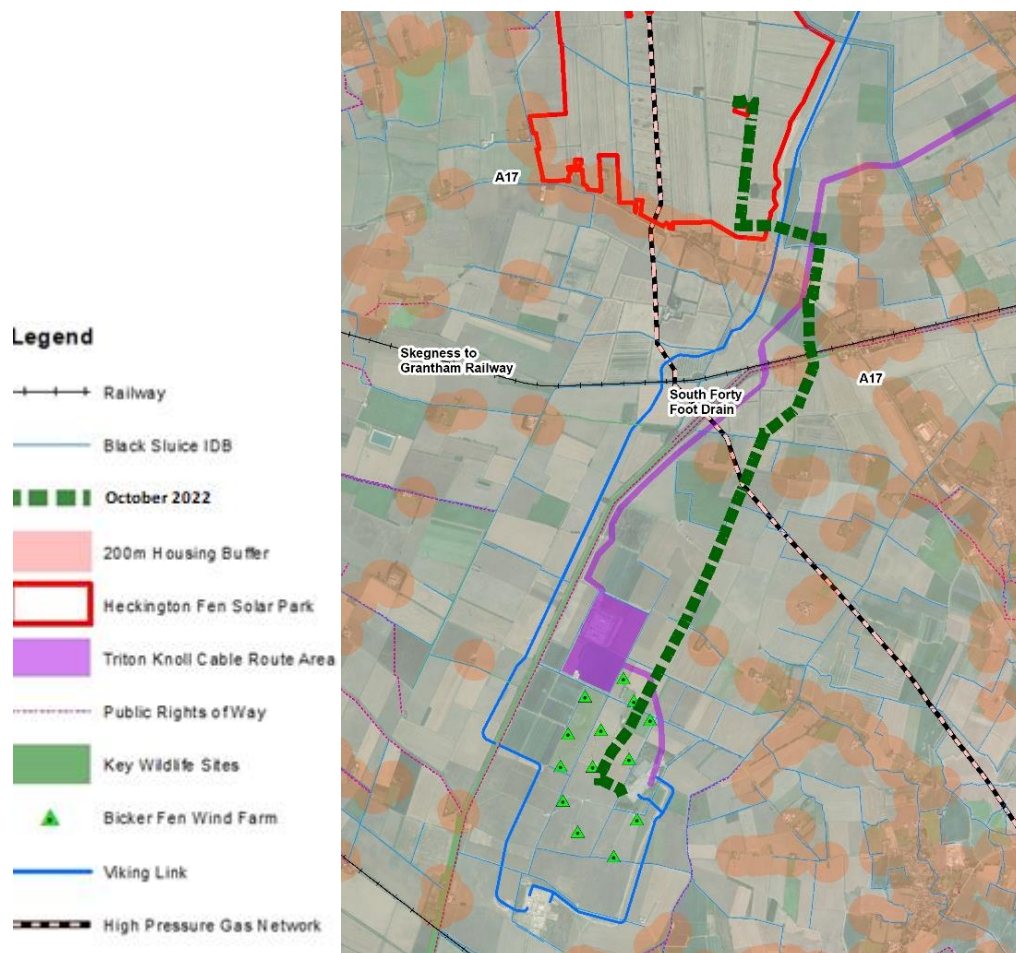 Legend
Railway
Black Sluice IDB
October 2022
200m Housing Buffer
Heckington Fen Solar Park
Triton Knoll Cable Route Area
Public Rights of Way
Key Wildlife Sites
Bicker Fen Wind Farm
Viking Link
High Pressure Gas Network
A17
Skegness to
Grantham Railway
South Forty
Foot Drain
A17